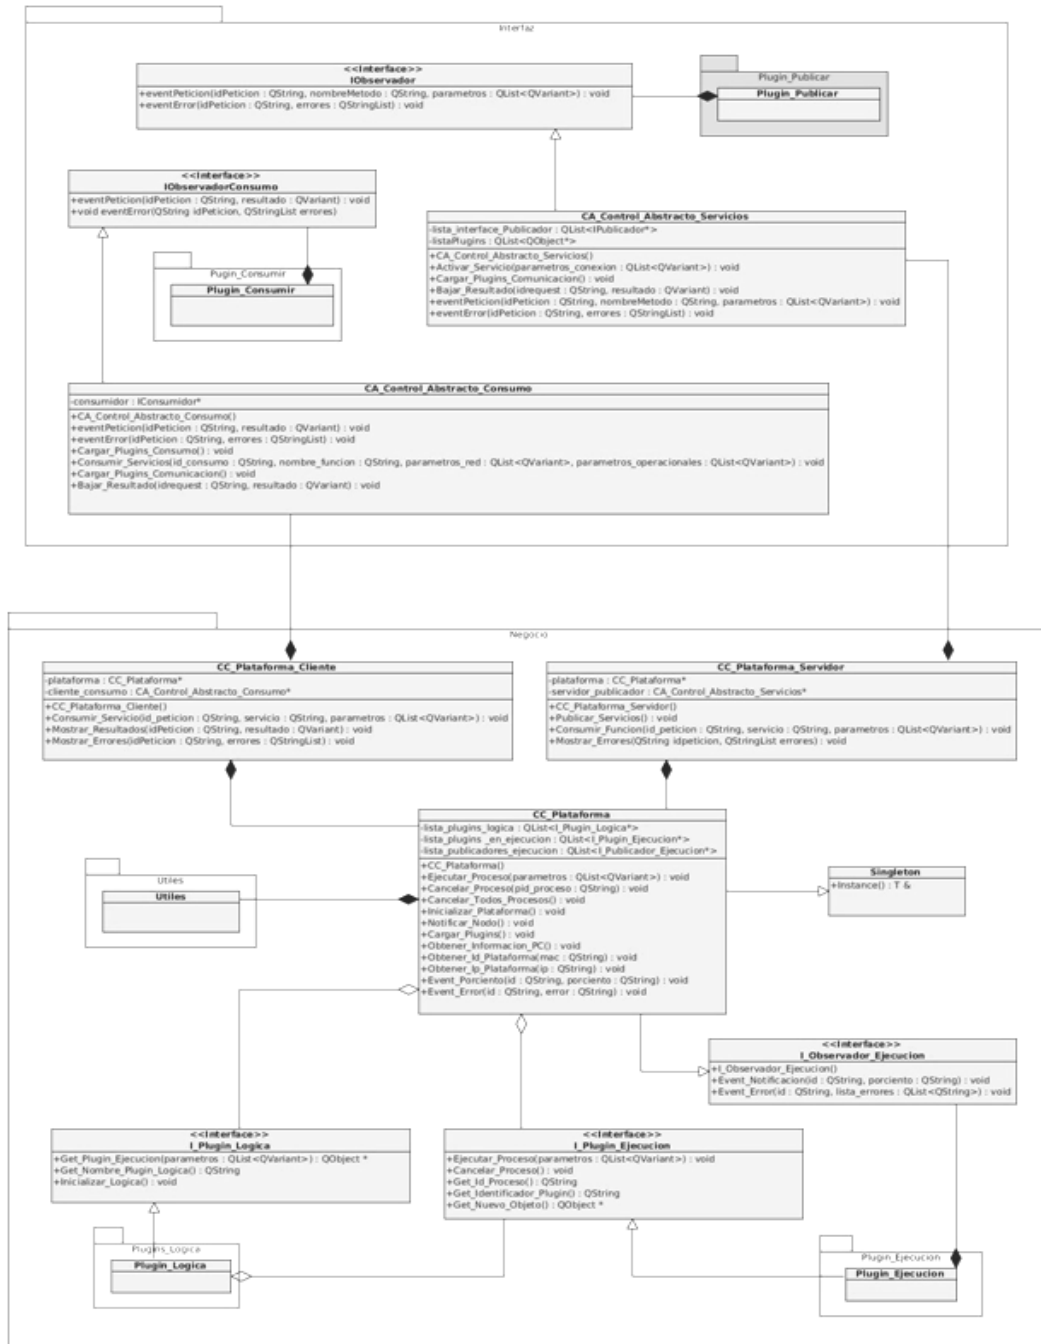 Interfaz
<<Interface>>
IObservador
+eventPeticion(idPeticion : QString, nombreMetodo : QString, parametros : QList<QVariant>) : void
+eventError(idPeticion : QString, errores : QStringList) : void
Plugin_Publicar
Plugin_Publicar
<<Interface>>
IObservadorConsumo
+eventPeticion(idPeticion : QString, resultado : QVariant) : void
+void eventError(QString idPeticion, QStringList errores)
Pugin_Consumir
Plugin_Consumir
CA_Control_Abstracto_Servicios
-lista_interface_Publicador : QList<IPublicador*>
-listaPlugins : QList<QObject*>
+CA_Control_Abstracto_Servicios()
+Activar_Servicio(parametros_conexion : QList<QVariant>) : void
+Cargar_Plugins_Comunicacion() : void
+Bajar_Resultado(idrequest : QString, resultado : QVariant) : void
+eventPeticion(idPeticion : QString, nombreMetodo : QString, parametros : QList<QVariant>) : void
+eventError(idPeticion : QString, errores : QStringList) : void
CA_Control_Abstracto_Consumo
-consumidor : IConsumidor*
+CA_Control_Abstracto_Consumo()
+eventPeticion(idPeticion : QString, resultado : QVariant) : void
+eventError(idPeticion : QString, errores : QStringList) : void
+Cargar_Plugins_Consumo() : void
+Consumir_Servicios(id_consumo : QString, nombre_funcion : QString, parametros_red : QList<QVariant>, parametros_operacionales : QList<QVariant>) : void
+Cargar_Plugins_Comunicacion() : void
+Bajar_Resultado(idrequest : QString, resultado : QVariant) : void
Negocio
CC_Plataforma_Cliente
-plataforma : CC_Plataforma*
-cliente_consumo : CA_Control_Abstracto_Consumo*
+CC_Plataforma_Cliente()
+Consumir_Servicio(id_peticion : QString, servicio : QString, parametros : QList<QVariant>) : void
+Mostrar_Resultados(idPeticion : QString, resultado : QVariant) : void
+Mostrar_Errores(idPeticion : QString, errores : QStringList) : void
CC_Plataforma_Servidor
-plataforma : CC_Plataforma*
-servidor_publicador : CA_Control_Abstracto_Servicios*
+CC_Plataforma_Servidor()
+Publicar_Servicios() : void
+Consumir_Funcion(id_peticion : QString, servicio : QString, parametros : QList<QVariant>) : void
+Mostrar_Errores(QString idpeticion, QStringList errores) : void
CC_Plataforma
-lista_plugins_logica : QList<I_Plugin_Logica*>
-lista_plugins _en_ejecucion : QList<I_Plugin_Ejecucion*>
-lista_publicadores_ejecucion : QList<I_Publicador_Ejecucion*>
+CC_Plataforma()
+Ejecutar_Proceso(parametros : QList<QVariant>) : void
+Cancelar_Proceso(pid_proceso : QString) : void
+Cancelar_Todos_Procesos() : void
+Inicializar_Plataforma() : void
+Notificar_Nodo() : void
+Cargar_Plugins() : void
+Obtener_Informacion_PC() : void
+Obtener_Id_Plataforma(mac : QString) : void
+Obtener_Ip_Plataforma(ip : QString) : void
+Event_Porciento(id : QString, porciento : QString) : void
+Event_Error(id : QString, error : QString) : void
Utiles
Utiles
Singleton
+Instance() : T &
<<Interface>>
I_Observador_Ejecucion
+I_Observador_Ejecucion()
+Event_Notificacion(id : QString, porciento : QString) : void
+Event_Error(id : QString, lista_errores : QList<QString>) : void
<<Interface>>
I_Plugin_Logica
+Get_Plugin_Ejecucion(parametros : QList<QVariant>) : QObject *
+Get_Nombre_Plugin_Logica() : QString
+Inicializar_Logica() : void
<<Interface>>
I_Plugin_Ejecucion
+Ejecutar_Proceso(parametros : QList<QVariant>) : void
+Cancelar_Proceso() : void
+Get_Id_Proceso() : QString
+Get_Identificador_Plugin() : QString
+Get_Nuevo_Objeto() : QObject *
Plugins_Logica
Plugin_Logica
Plugin_Ejecucion
Plugin_Ejecucion